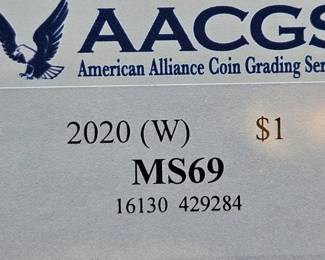 AACGS
American Alliance Coin Grading Ser
2020 (W) $1
MS69
16130 429284